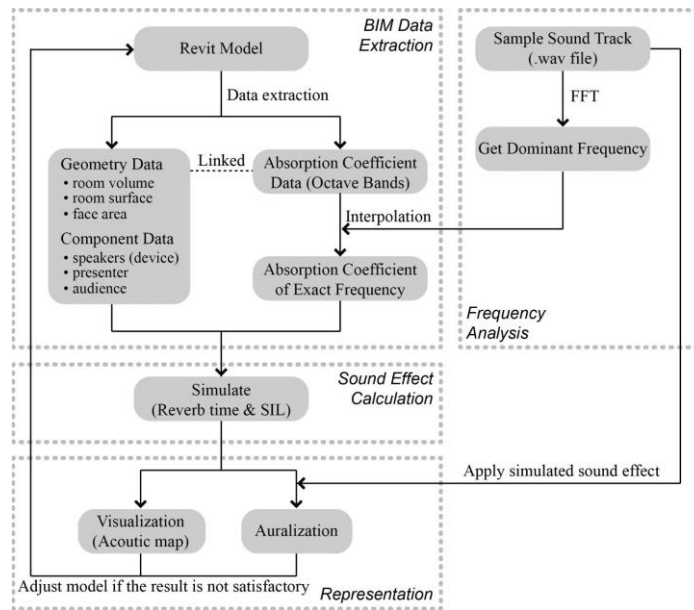 BIM Data
Extraction
Revit Model
Data extraction
Geometry Data
• room volume
• room surface
• face area
Component Data
• speakers (device)
• presenter
• audience
Linked
Absorption Coefficient
Data (Octave Bands)
Interpolation
Absorption Coefficient
of Exact Frequency
Sample Sound Track
(.wav file)
FFT
Get Dominant Frequency
Frequency
Analysis
Sound Effect
Calculation
Simulate
(Reverb time & SIL)
Apply simulated sound effect
Visualization
(Acoutic map)
Auralization
Adjust model if the result is not satisfactory
Representation